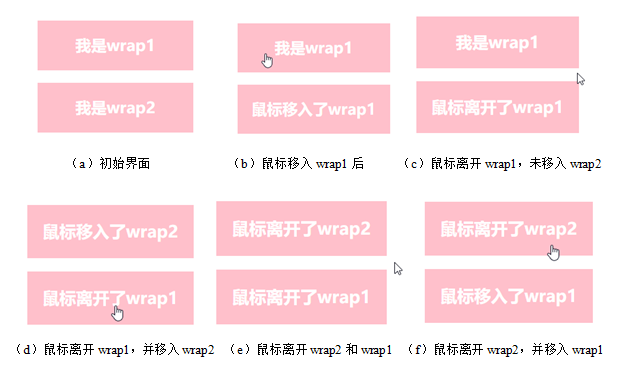 我是wrap1
我是wrap2
（a）初始界面
我是wrap1
鼠标移入了wrap1
（b）鼠标移入 wrap1 后
我是wrap1
鼠标离开了wrap1
（c）鼠标离开 wrap1，未移入 wrap2
鼠标移入了wrap2
鼠标离开了wrap1
（d）鼠标离开 wrap1，并移入 wrap2
鼠标离开了wrap2
鼠标离开了wrap1
（e）鼠标离开 wrap2 和 wrap1
鼠标离开了wrap2
鼠标移入了wrap1
（f）鼠标离开 wrap2，并移入 wrap1